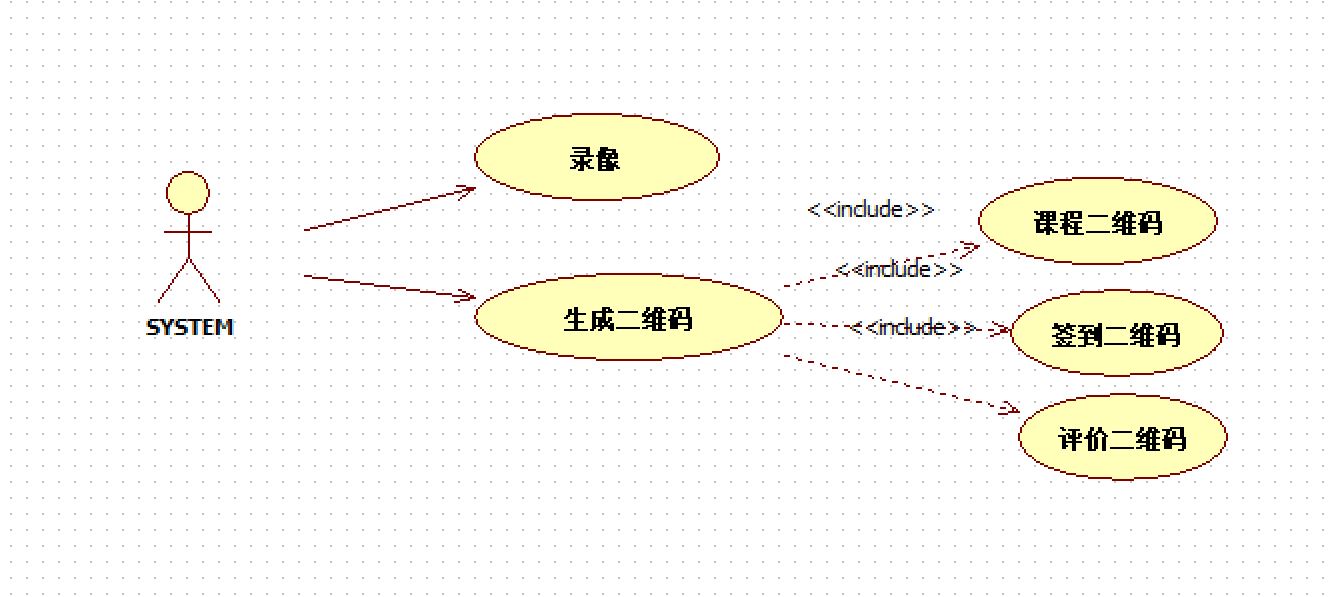 录像
<<include>>
课程二维码
<<include>>
生成二维码
<<include>>
签到二维码
SYSTEM
评价二维码